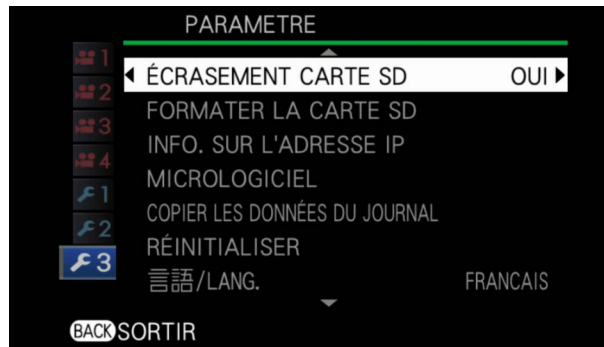 PARAMETRE
1
2
3
4
1
2
3
ÉCRASEMENT CARTE SD OUI
FORMATER LA CARTE SD
INFO. SUR L'ADRESSE IP
MICROLOGICIEL
COPIER LES DONNÉES DU JOURNAL
RÉINITIALISER
言語/LANG. FRANCAIS
BACK SORTIR